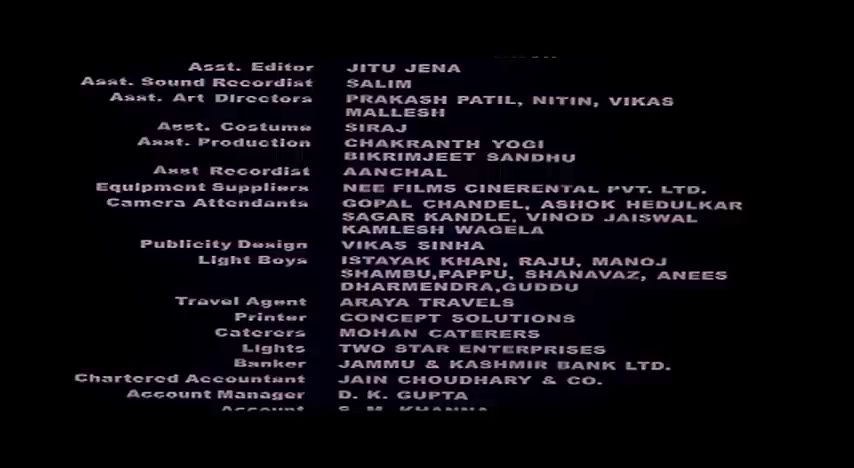 Asst. Editor JITU JENA
Asst. Sound Recordist SALIM
Asst. Art Directors PRAKASH PATIL, NITIN, VIKAS
MALLESH
Asst. Costume SIRAJ
Asst. Production CHAKRANTH YOGI
BIKRIMJEET SANDHU
Asst Recordist AANCHAL
Equipment Suppliers NEE FILMS CINERENTAL PVT. LTD.
Camera Attendants GOPAL CHANDEL, ASHOK HEDULKAR
SAGAR KANDLE, VINOD JAISWAL
KAMLESH WAGELA
Publicity Design VIKAS SINHA
Light Boys ISTAYAK KHAN, RAJU, MANOJ
SHAMBU,PAPPU, SHANAVAZ, ANEES
DHARMENDRA,GUDDU
Travel Agent ARAYA TRAVELS
Printer CONCEPT SOLUTIONS
Caterers MOHAN CATERERS
Lights TWO STAR ENTERPRISES
Banker JAMMU & KASHMIR BANK LTD.
Chartered Accountant JAIN CHOUDHARY & CO.
Account Manager D. K. GUPTA
Account S. M. KHANNA